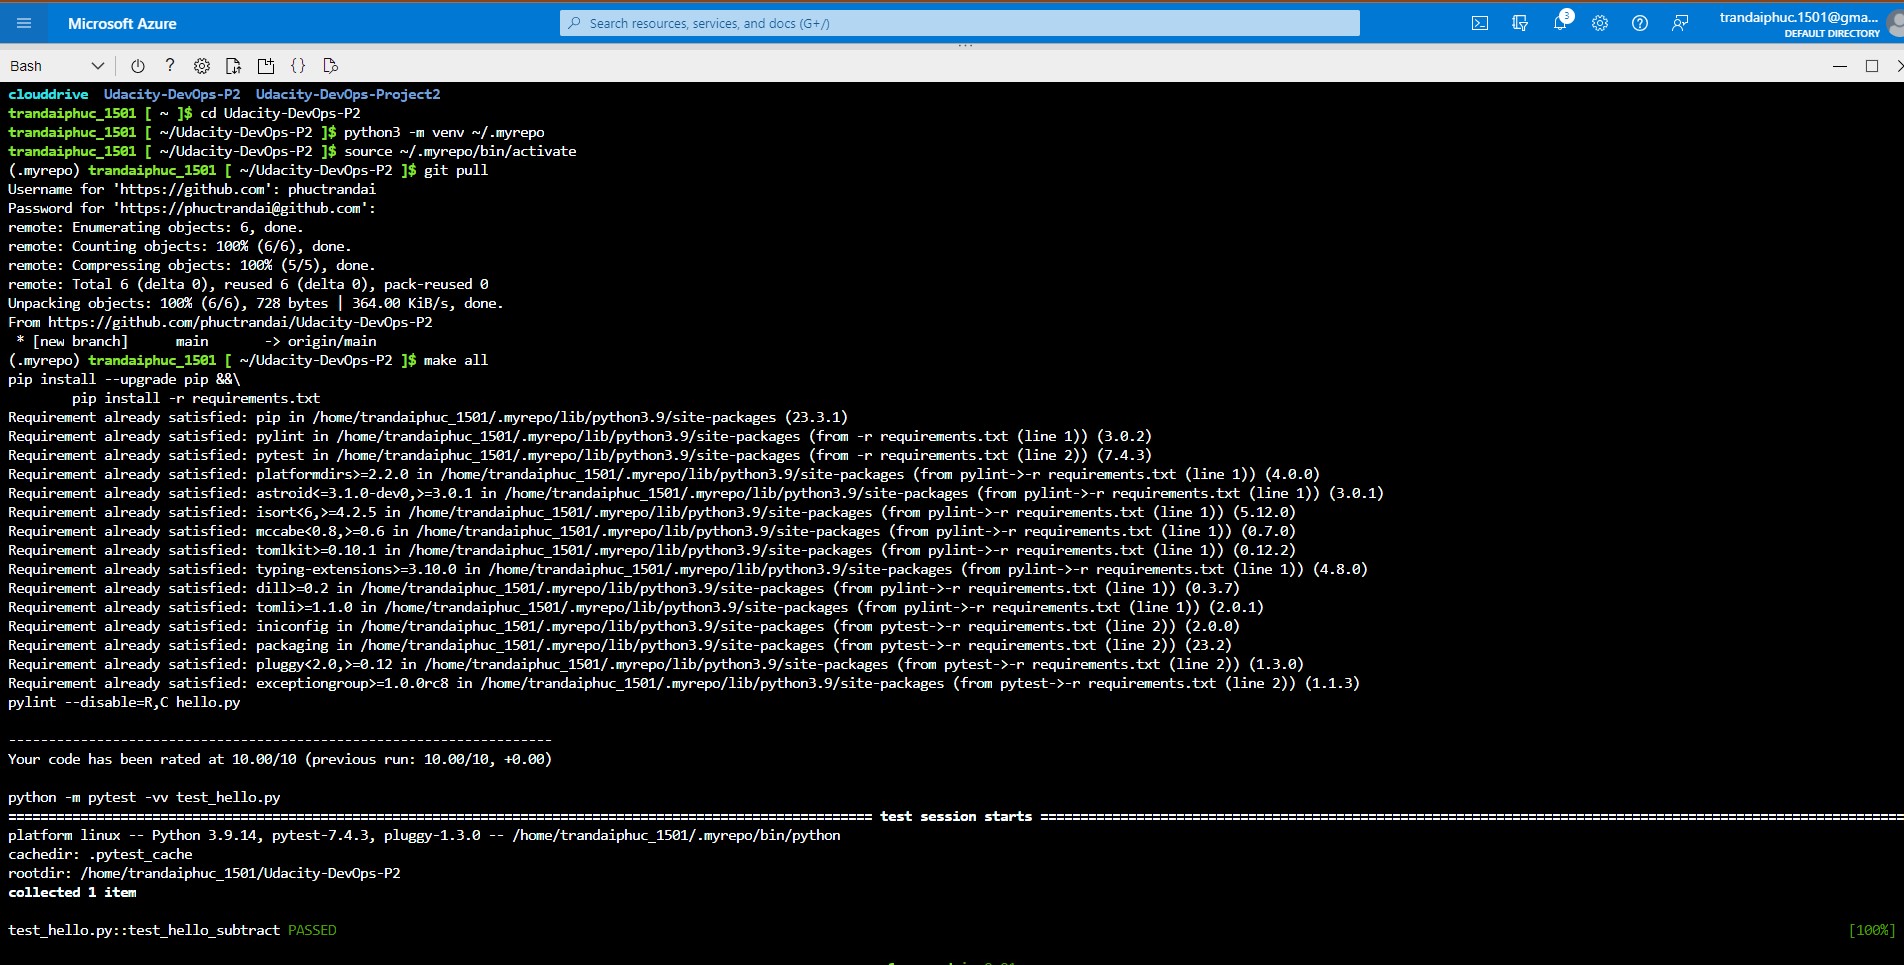 Microsoft Azure
Search resources, services, and docs (G+/)
3
trandaiphuc.1501@gma...
DEFAULT DIRECTORY
Bash
clouddrive  Udacity-DevOps-P2  Udacity-DevOps-Project2
trandaiphuc_1501 [ ~ ]$ cd Udacity-DevOps-P2
trandaiphuc_1501 [ ~/Udacity-DevOps-P2 ]$ python3 -m venv ~/.myrepo
trandaiphuc_1501 [ ~/Udacity-DevOps-P2 ]$ source ~/.myrepo/bin/activate
(.myrepo) trandaiphuc_1501 [ ~/Udacity-DevOps-P2 ]$ git pull
Username for 'https://github.com': phuctrandai
Password for 'https://phuctrandai@github.com':
remote: Enumerating objects: 6, done.
remote: Counting objects: 100% (6/6), done.
remote: Compressing objects: 100% (5/5), done.
remote: Total 6 (delta 0), reused 6 (delta 0), pack-reused 0
Unpacking objects: 100% (6/6), 728 bytes | 364.00 KiB/s, done.
From https://github.com/phuctrandai/Udacity-DevOps-P2
 * [new branch]      main       -> origin/main
(.myrepo) trandaiphuc_1501 [ ~/Udacity-DevOps-P2 ]$ make all
pip install --upgrade pip &&\
        pip install -r requirements.txt
Requirement already satisfied: pip in /home/trandaiphuc_1501/.myrepo/lib/python3.9/site-packages (23.3.1)
Requirement already satisfied: pylint in /home/trandaiphuc_1501/.myrepo/lib/python3.9/site-packages (from -r requirements.txt (line 1)) (3.0.2)
Requirement already satisfied: pytest in /home/trandaiphuc_1501/.myrepo/lib/python3.9/site-packages (from -r requirements.txt (line 2)) (7.4.3)
Requirement already satisfied: platformdirs>=2.2.0 in /home/trandaiphuc_1501/.myrepo/lib/python3.9/site-packages (from pylint->-r requirements.txt (line 1)) (4.0.0)
Requirement already satisfied: astroid<=3.1.0-dev0,>=3.0.1 in /home/trandaiphuc_1501/.myrepo/lib/python3.9/site-packages (from pylint->-r requirements.txt (line 1)) (3.0.1)
Requirement already satisfied: isort<6,>=4.2.5 in /home/trandaiphuc_1501/.myrepo/lib/python3.9/site-packages (from pylint->-r requirements.txt (line 1)) (5.12.0)
Requirement already satisfied: mccabe<0.8,>=0.6 in /home/trandaiphuc_1501/.myrepo/lib/python3.9/site-packages (from pylint->-r requirements.txt (line 1)) (0.7.0)
Requirement already satisfied: tomlkit>=0.10.1 in /home/trandaiphuc_1501/.myrepo/lib/python3.9/site-packages (from pylint->-r requirements.txt (line 1)) (0.12.2)
Requirement already satisfied: typing-extensions>=3.10.0 in /home/trandaiphuc_1501/.myrepo/lib/python3.9/site-packages (from pylint->-r requirements.txt (line 1)) (4.8.0)
Requirement already satisfied: dill>=0.2 in /home/trandaiphuc_1501/.myrepo/lib/python3.9/site-packages (from pylint->-r requirements.txt (line 1)) (0.3.7)
Requirement already satisfied: tomli>=1.1.0 in /home/trandaiphuc_1501/.myrepo/lib/python3.9/site-packages (from pylint->-r requirements.txt (line 1)) (2.0.1)
Requirement already satisfied: iniconfig in /home/trandaiphuc_1501/.myrepo/lib/python3.9/site-packages (from pytest->-r requirements.txt (line 2)) (2.0.0)
Requirement already satisfied: packaging in /home/trandaiphuc_1501/.myrepo/lib/python3.9/site-packages (from pytest->-r requirements.txt (line 2)) (23.2)
Requirement already satisfied: pluggy<2.0,>=0.12 in /home/trandaiphuc_1501/.myrepo/lib/python3.9/site-packages (from pytest->-r requirements.txt (line 2)) (1.3.0)
Requirement already satisfied: exceptiongroup>=1.0.0rc8 in /home/trandaiphuc_1501/.myrepo/lib/python3.9/site-packages (from pytest->-r requirements.txt (line 2)) (1.1.3)
pylint --disable=R,C hello.py
--------------------------------------------------------------------
Your code has been rated at 10.00/10 (previous run: 10.00/10, +0.00)
python -m pytest -vv test_hello.py
============================================================================================================ test session starts ============================================================================================================
platform linux -- Python 3.9.14, pytest-7.4.3, pluggy-1.3.0 -- /home/trandaiphuc_1501/.myrepo/bin/python
cachedir: .pytest_cache
rootdir: /home/trandaiphuc_1501/Udacity-DevOps-P2
collected 1 item
test_hello.py::test_hello_subtract PASSED [100%]